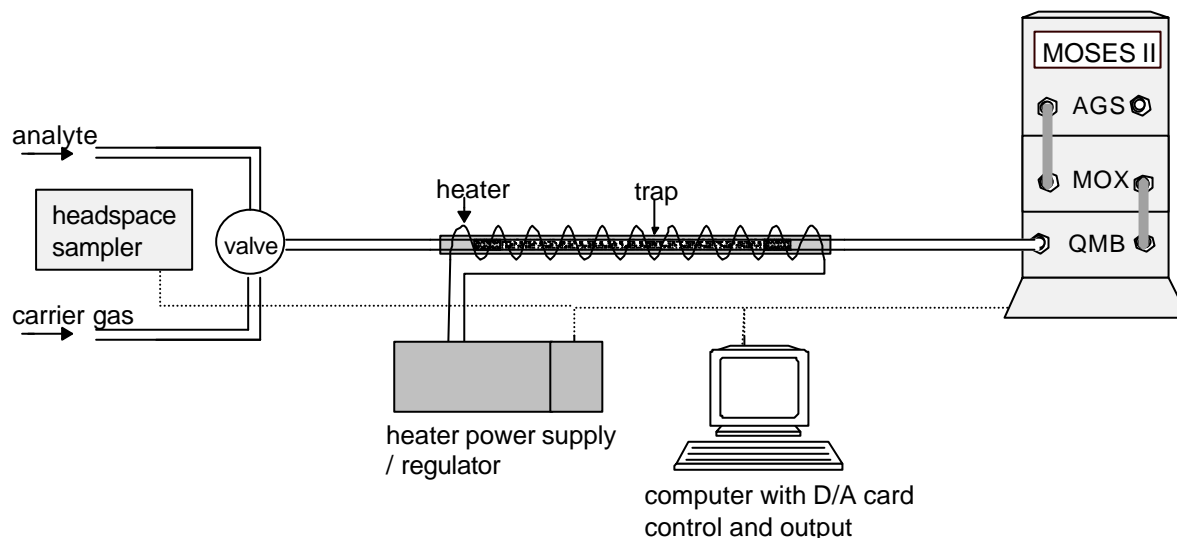 MOSES II
AGS
analyte
MOX
heater
trap
headspace
sampler
valve
QMB
carrier gas
heater power supply
/ regulator
computer with D/A card
control and output